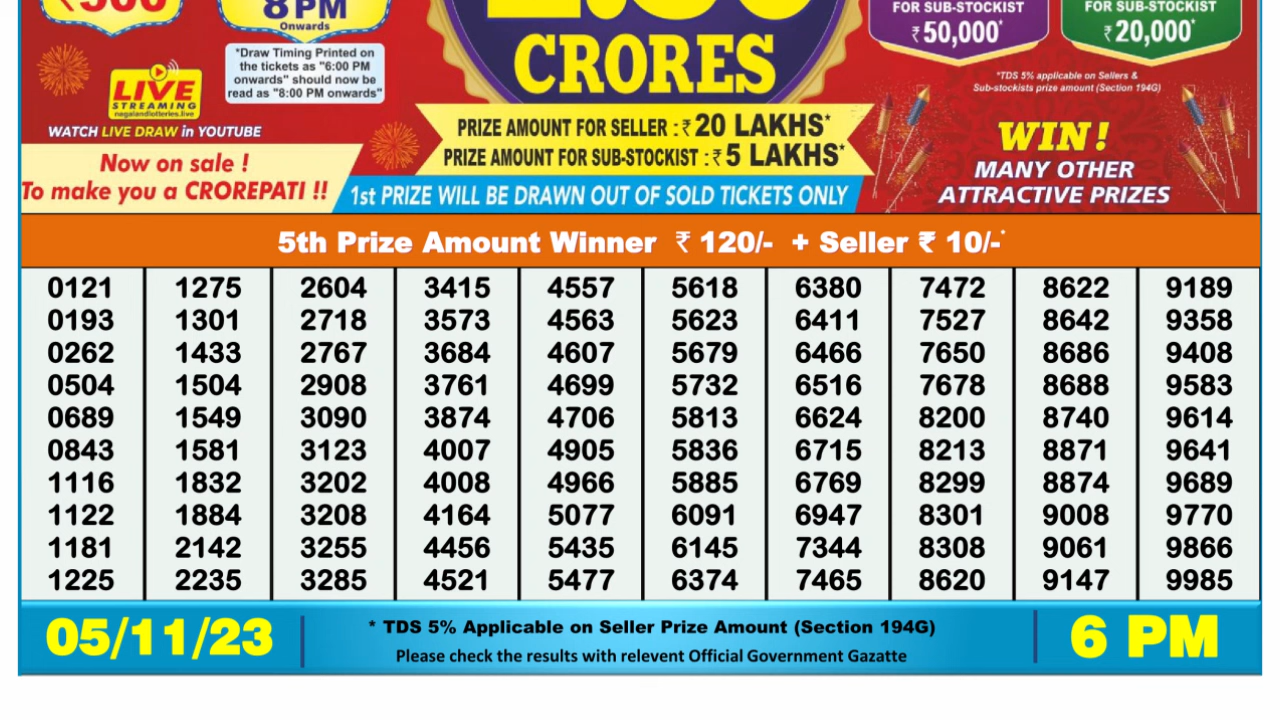 8 PM
Onwards
*Draw Timing Printed on
the tickets as "6:00 PM
onwards" should now be
read as "8:00 PM onwards"
LIVE
STREAMING
nagalandlotteries.live
WATCH LIVE DRAW in YOUTUBE
Now on sale !
To make you a CROREPATI !!
CRORES
PRIZE AMOUNT FOR SELLER : ₹ 20 LAKHS*
PRIZE AMOUNT FOR SUB-STOCKIST : ₹ 5 LAKHS*
1st PRIZE WILL BE DRAWN OUT OF SOLD TICKETS ONLY
FOR SUB-STOCKIST
₹ 50,000*
FOR SUB-STOCKIST
₹ 20,000*
*TDS 5% applicable on Sellers &
Sub-stockists prize amount (Section 194G)
WIN !
MANY OTHER
ATTRACTIVE PRIZES
5th Prize Amount Winner ₹ 120/- + Seller ₹ 10/-*
0121 1275 2604 3415 4557 5618 6380 7472 8622 9189
0193 1301 2718 3573 4563 5623 6411 7527 8642 9358
0262 1433 2767 3684 4607 5679 6466 7650 8686 9408
0504 1504 2908 3761 4699 5732 6516 7678 8688 9583
0689 1549 3090 3874 4706 5813 6624 8200 8740 9614
0843 1581 3123 4007 4905 5836 6715 8213 8871 9641
1116 1832 3202 4008 4966 5885 6769 8299 8874 9689
1122 1884 3208 4164 5077 6091 6947 8301 9008 9770
1181 2142 3255 4456 5435 6145 7344 8308 9061 9866
1225 2235 3285 4521 5477 6374 7465 8620 9147 9985
05/11/23
* TDS 5% Applicable on Seller Prize Amount (Section 194G)
Please check the results with relevent Official Government Gazatte
6 PM